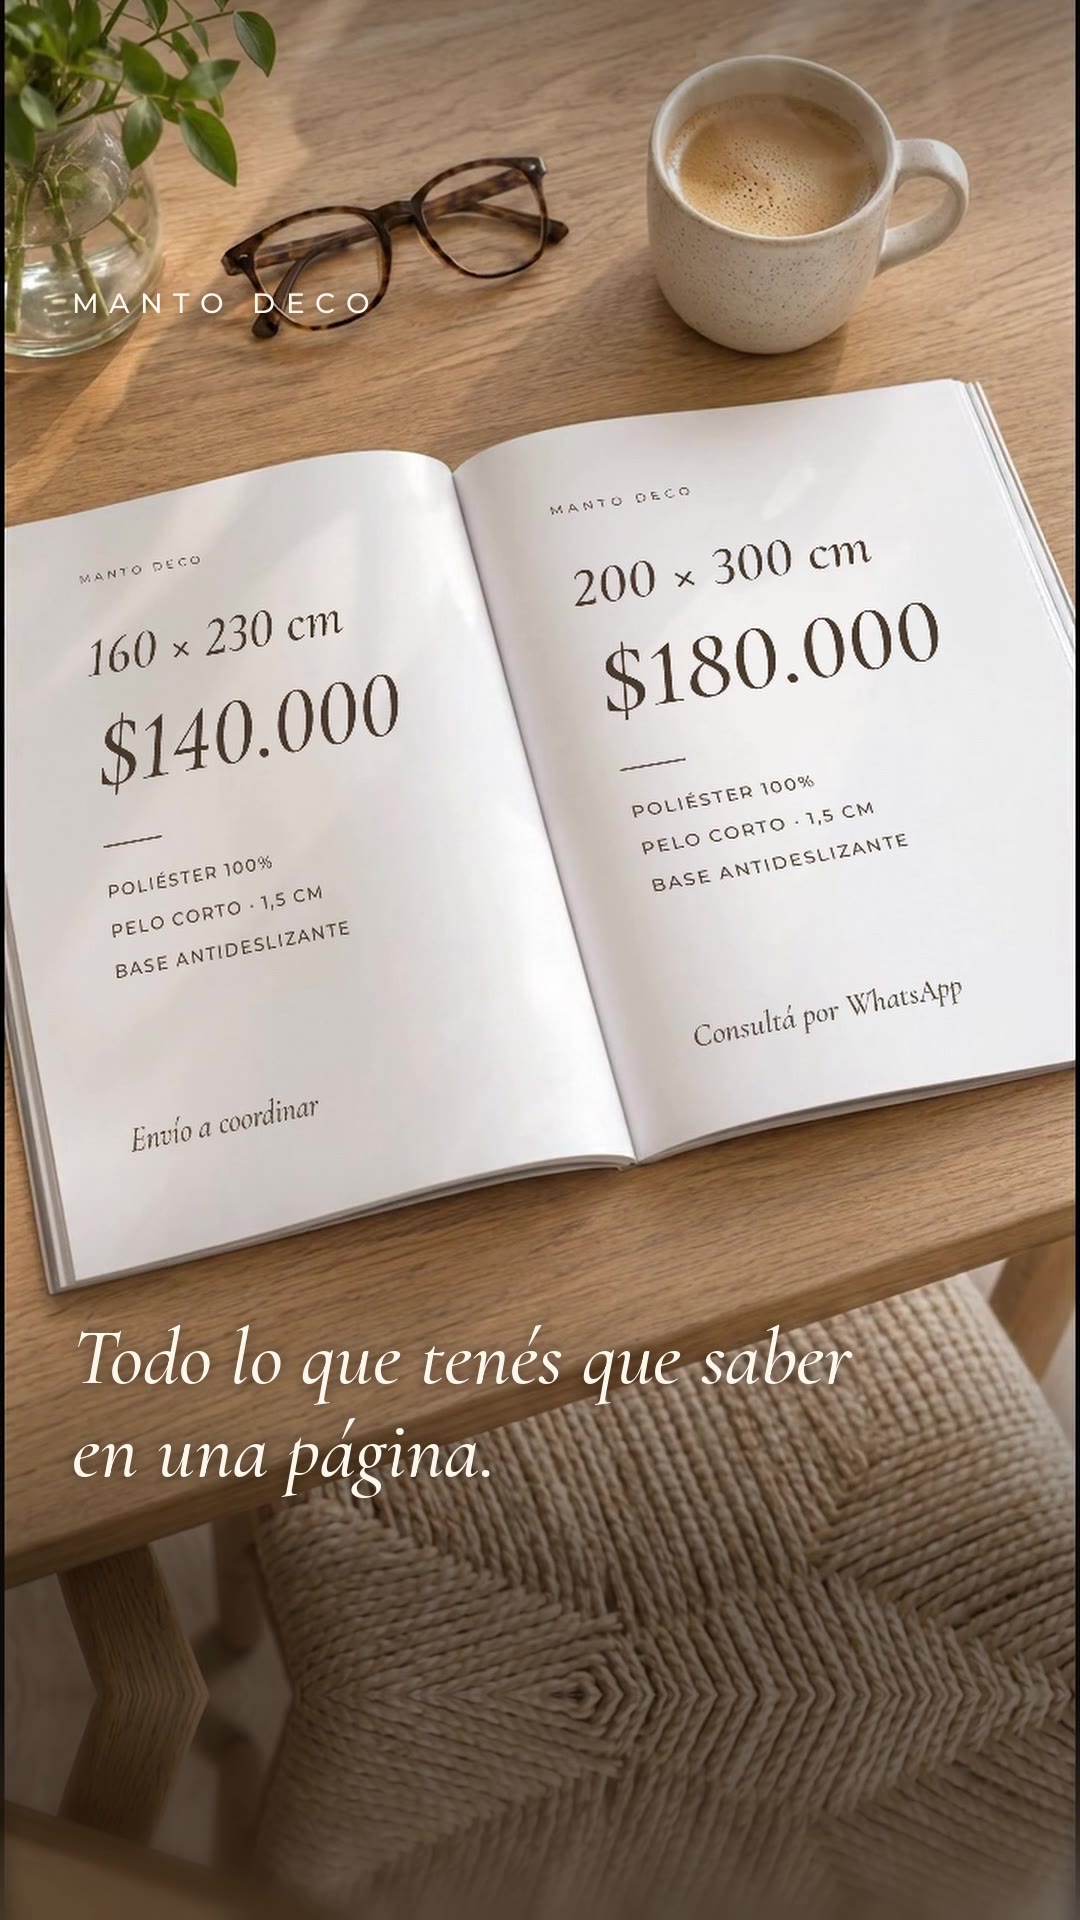 MANTO DECO
MANTO DECO
160 × 230 cm
$140.000
POLIÉSTER 100%
PELO CORTO · 1,5 CM
BASE ANTIDESLIZANTE
Envío a coordinar
MANTO DECO
200 × 300 cm
$180.000
POLIÉSTER 100%
PELO CORTO · 1,5 CM
BASE ANTIDESLIZANTE
Consultá por WhatsApp
Todo lo que tenés que saber
en una página.